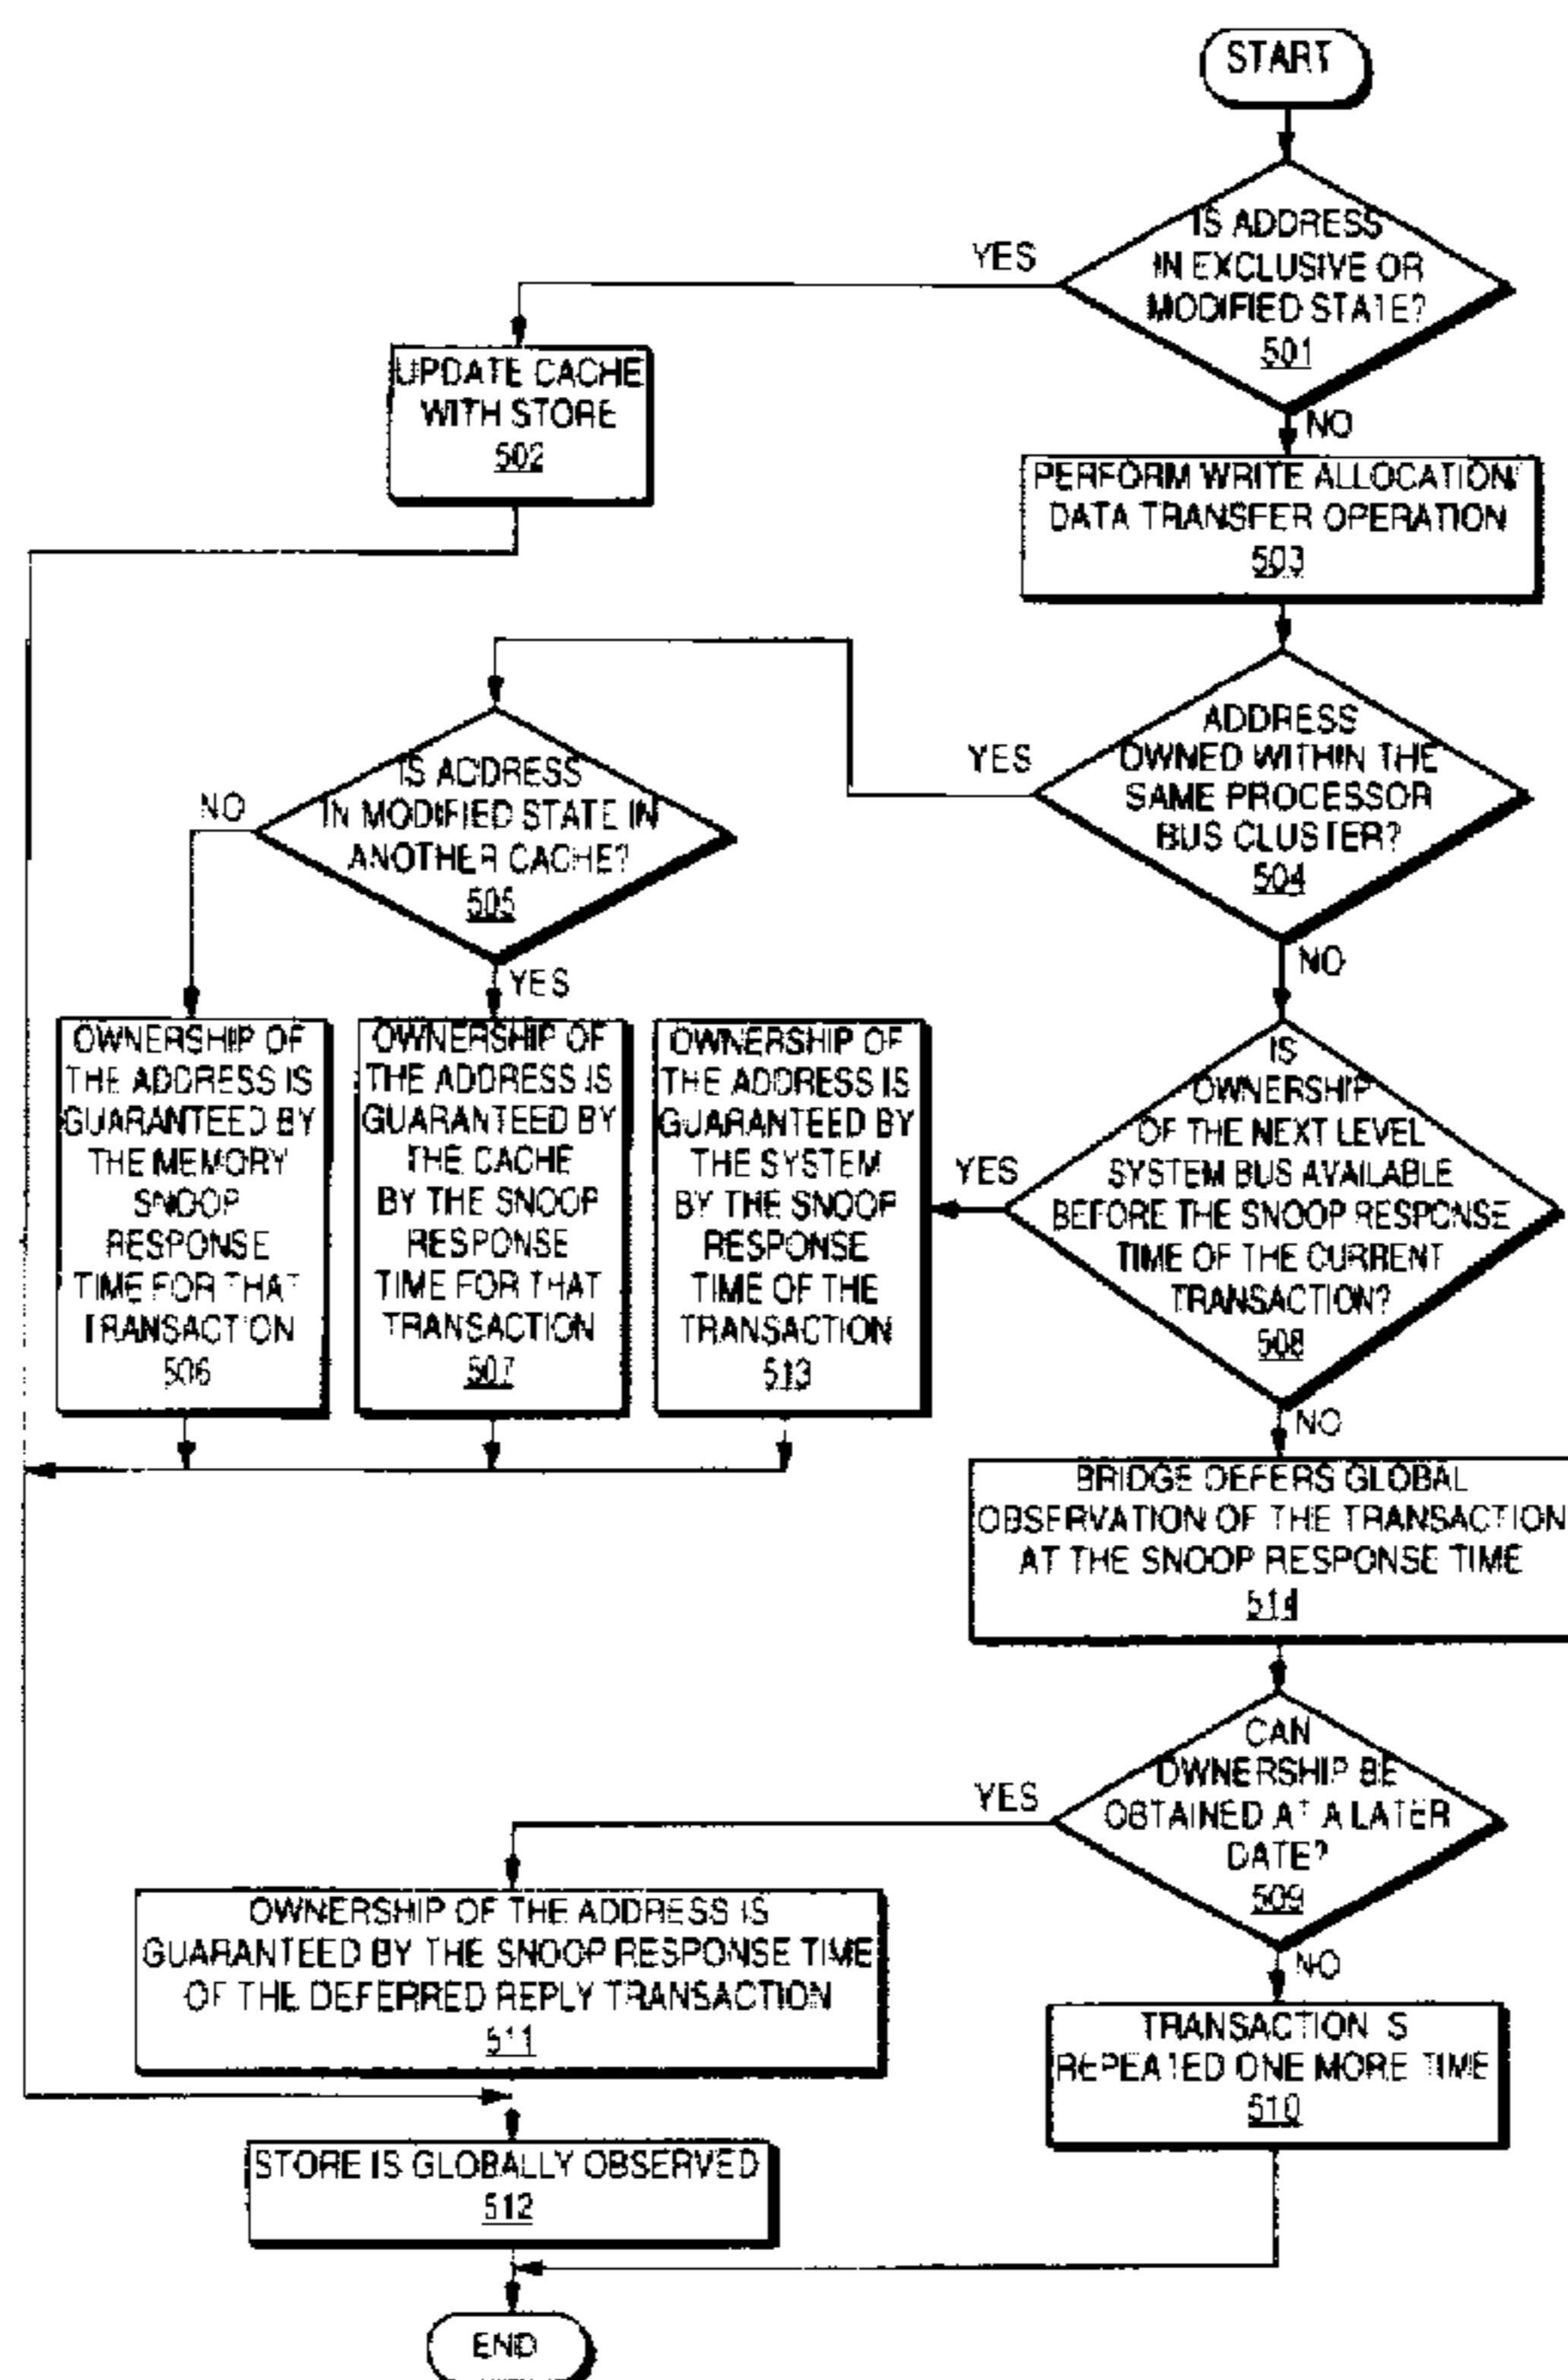 START
IS ADDRESS
IN EXCLUSIVE OR
MODIFIED STATE?
501
YES
NO
UPDATE CACHE
WITH STORE
502
PERFORM WRITE ALLOCATION/
DATA TRANSFER OPERATION
503
ADDRESS
OWNED WITHIN THE
SAME PROCESSOR
BUS CLUSTER?
504
YES
NO
IS ADDRESS
IN MODIFIED STATE IN
ANOTHER CACHE?
505
NO
YES
OWNERSHIP OF
THE ADDRESS IS
GUARANTEED BY
THE MEMORY
SNOOP
RESPONSE
TIME FOR THAT
TRANSACTION
506
OWNERSHIP OF
THE ADDRESS IS
GUARANTEED BY
THE CACHE
BY THE SNOOP
RESPONSE
TIME FOR THAT
TRANSACTION
507
OWNERSHIP OF
THE ADDRESS IS
GUARANTEED BY
THE SYSTEM
BY THE SNOOP
RESPONSE
TIME OF THE
TRANSACTION
513
IS
OWNERSHIP
OF THE NEXT LEVEL
SYSTEM BUS AVAILABLE
BEFORE THE SNOOP RESPONSE
TIME OF THE CURRENT
TRANSACTION?
508
YES
NO
BRIDGE DEFERS GLOBAL
OBSERVATION OF THE TRANSACTION
AT THE SNOOP RESPONSE TIME
514
CAN
OWNERSHIP BE
OBTAINED AT A LATER
DATE?
509
YES
NO
OWNERSHIP OF THE ADDRESS IS
GUARANTEED BY THE SNOOP RESPONSE TIME
OF THE DEFERRED REPLY TRANSACTION
511
TRANSACTION IS
REPEATED ONE MORE TIME
510
STORE IS GLOBALLY OBSERVED
512
END